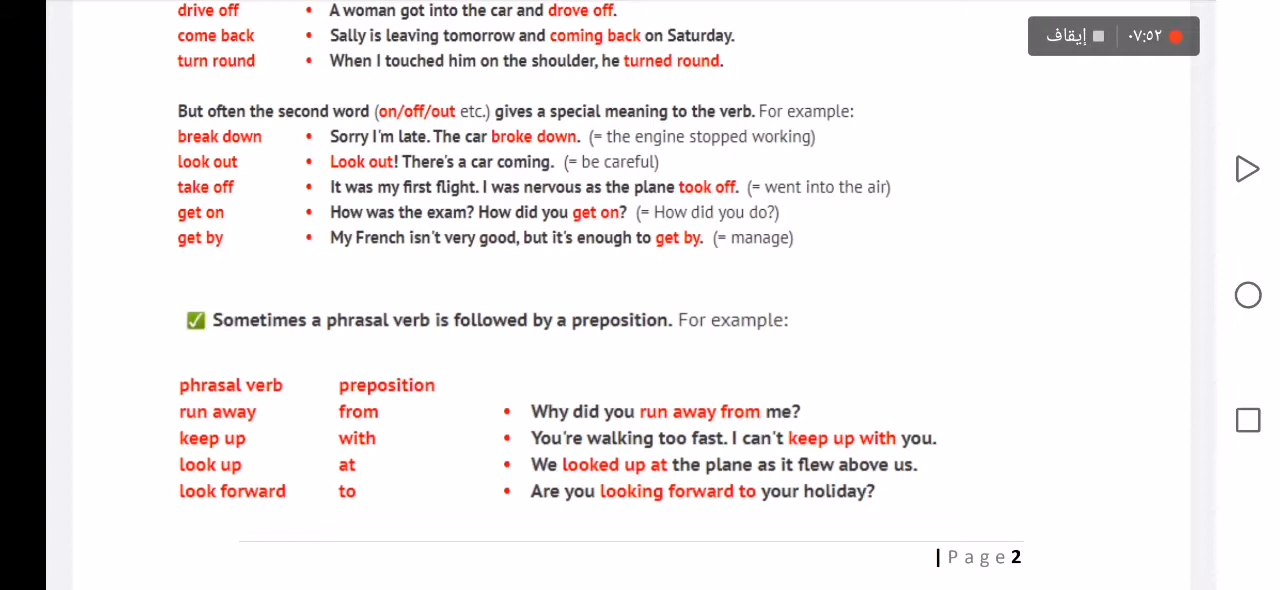 drive off • A woman got into the car and drove off.
come back • Sally is leaving tomorrow and coming back on Saturday.
turn round • When I touched him on the shoulder, he turned round.
إيقاف ٠٧:٥٢
But often the second word (on/off/out etc.) gives a special meaning to the verb. For example:
break down • Sorry I'm late. The car broke down. (= the engine stopped working)
look out • Look out! There's a car coming. (= be careful)
take off • It was my first flight. I was nervous as the plane took off. (= went into the air)
get on • How was the exam? How did you get on? (= How did you do?)
get by • My French isn't very good, but it's enough to get by. (= manage)
✅ Sometimes a phrasal verb is followed by a preposition. For example:
phrasal verb preposition
run away from • Why did you run away from me?
keep up with • You're walking too fast. I can't keep up with you.
look up at • We looked up at the plane as it flew above us.
look forward to • Are you looking forward to your holiday?
| Page 2